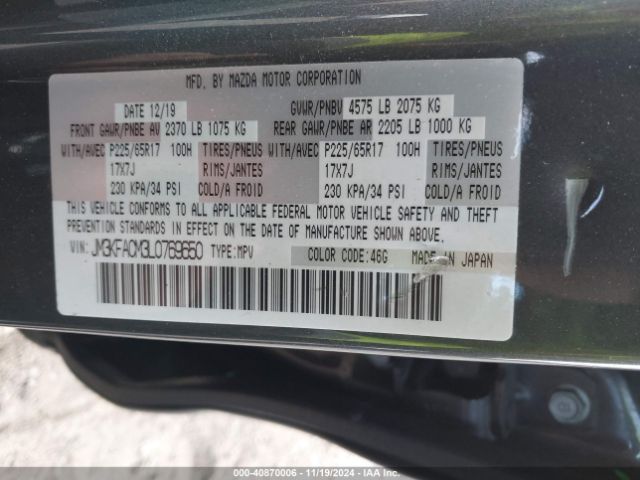 MFD. BY MAZDA MOTOR CORPORATION
DATE 12/19 GVWR/PNBV 4575 LB 2075 KG
FRONT GAWR/PNBE AV 2370 LB 1075 KG REAR GAWR/PNBE AR 2205 LB 1000 KG
WITH/AVEC P225/65R17 100H TIRES/PNEUS WITH/AVEC P225/65R17 100H TIRES/PNEUS
17X7J RIMS/JANTES 17X7J RIMS/JANTES
230 KPA/34 PSI COLD/A FROID 230 KPA/34 PSI COLD/A FROID
THIS VEHICLE CONFORMS TO ALL APPLICABLE FEDERAL MOTOR VEHICLE SAFETY AND THEFT
PREVENTION STANDARDS IN EFFECT ON THE DATE OF MANUFACTURE SHOWN ABOVE.
VIN: JM3KFACM3L0769650 TYPE: MPV COLOR CODE: 46G MADE IN JAPAN
000-40870006 - 11/19/2024 - IAA Inc.